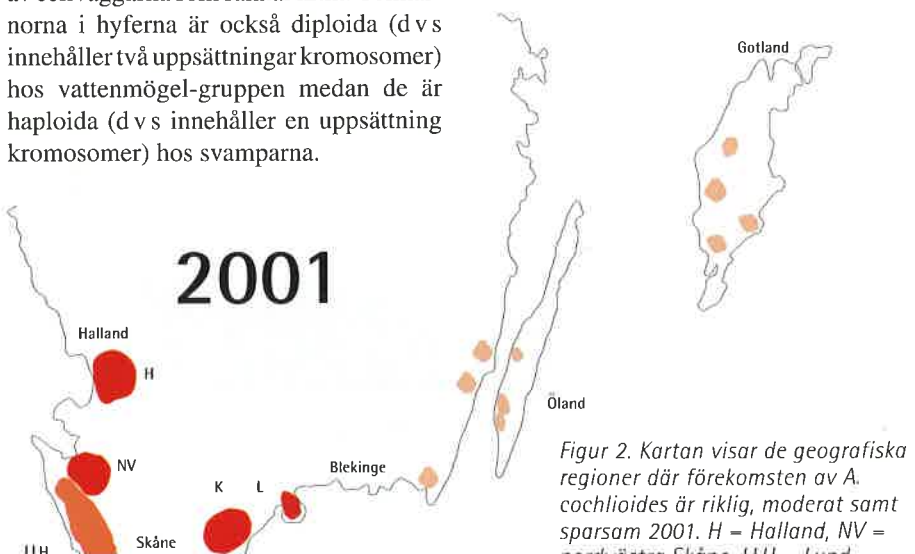 norna i hyferna är också diploida (d v s
innehåller två uppsättningar kromosomer)
hos vattenmögel-gruppen medan de är
haploida (d v s innehåller en uppsättning
kromosomer) hos svamparna.
Gotland
2001
Halland
H
NV
K L
Blekinge
Skåne
Öland
Figur 2. Kartan visar de geografiska
regioner där förekomsten av A.
cochlioides är riklig, moderat samt
sparsam 2001. H = Halland, NV =